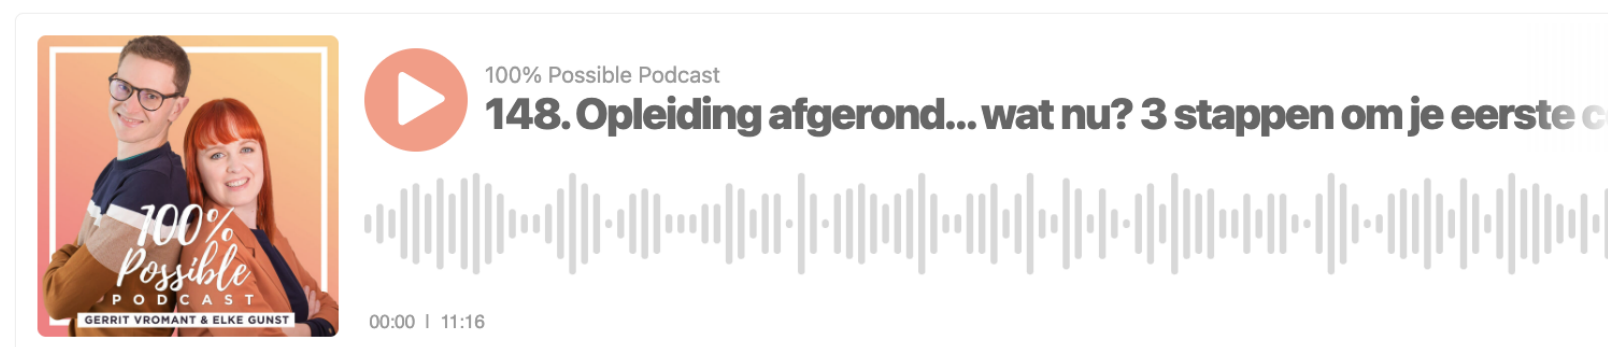 100% Possible Podcast
148. Opleiding afgerond... wat nu? 3 stappen om je eerste
100%
Possible
PODCAST
GERRIT VROMANT & ELKE GUNST
00:00 | 11:16